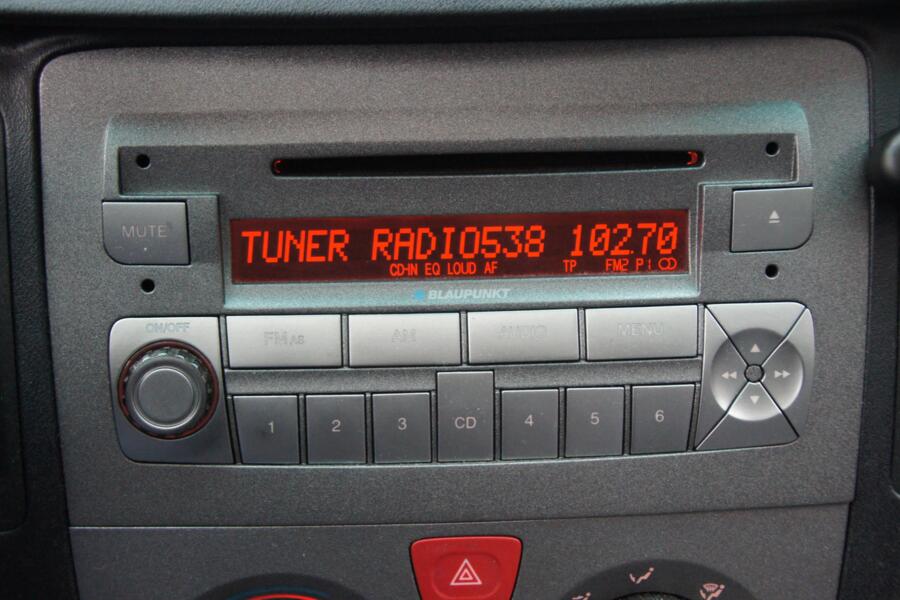 MUTE
TUNER RADIO538 10270
CD-IN EQ LOUD AF TP FM2 P1 CD
BLAUPUNKT
ON/OFF
FM AS AM AUDIO MENU
1 2 3 CD 4 5 6